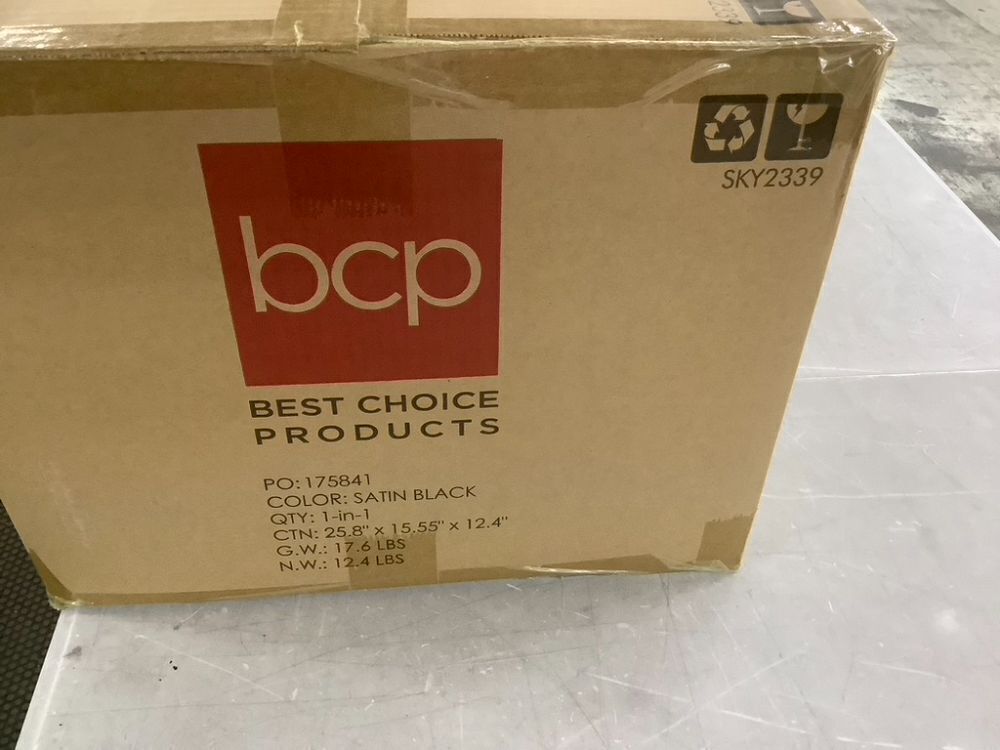 SKY2339
bcp
BEST CHOICE
PRODUCTS
PO: 175841
COLOR: SATIN BLACK
QTY: 1-in-1
CTN: 25.8" x 15.55" x 12.4"
G.W.: 17.6 LBS
N.W.: 12.4 LBS